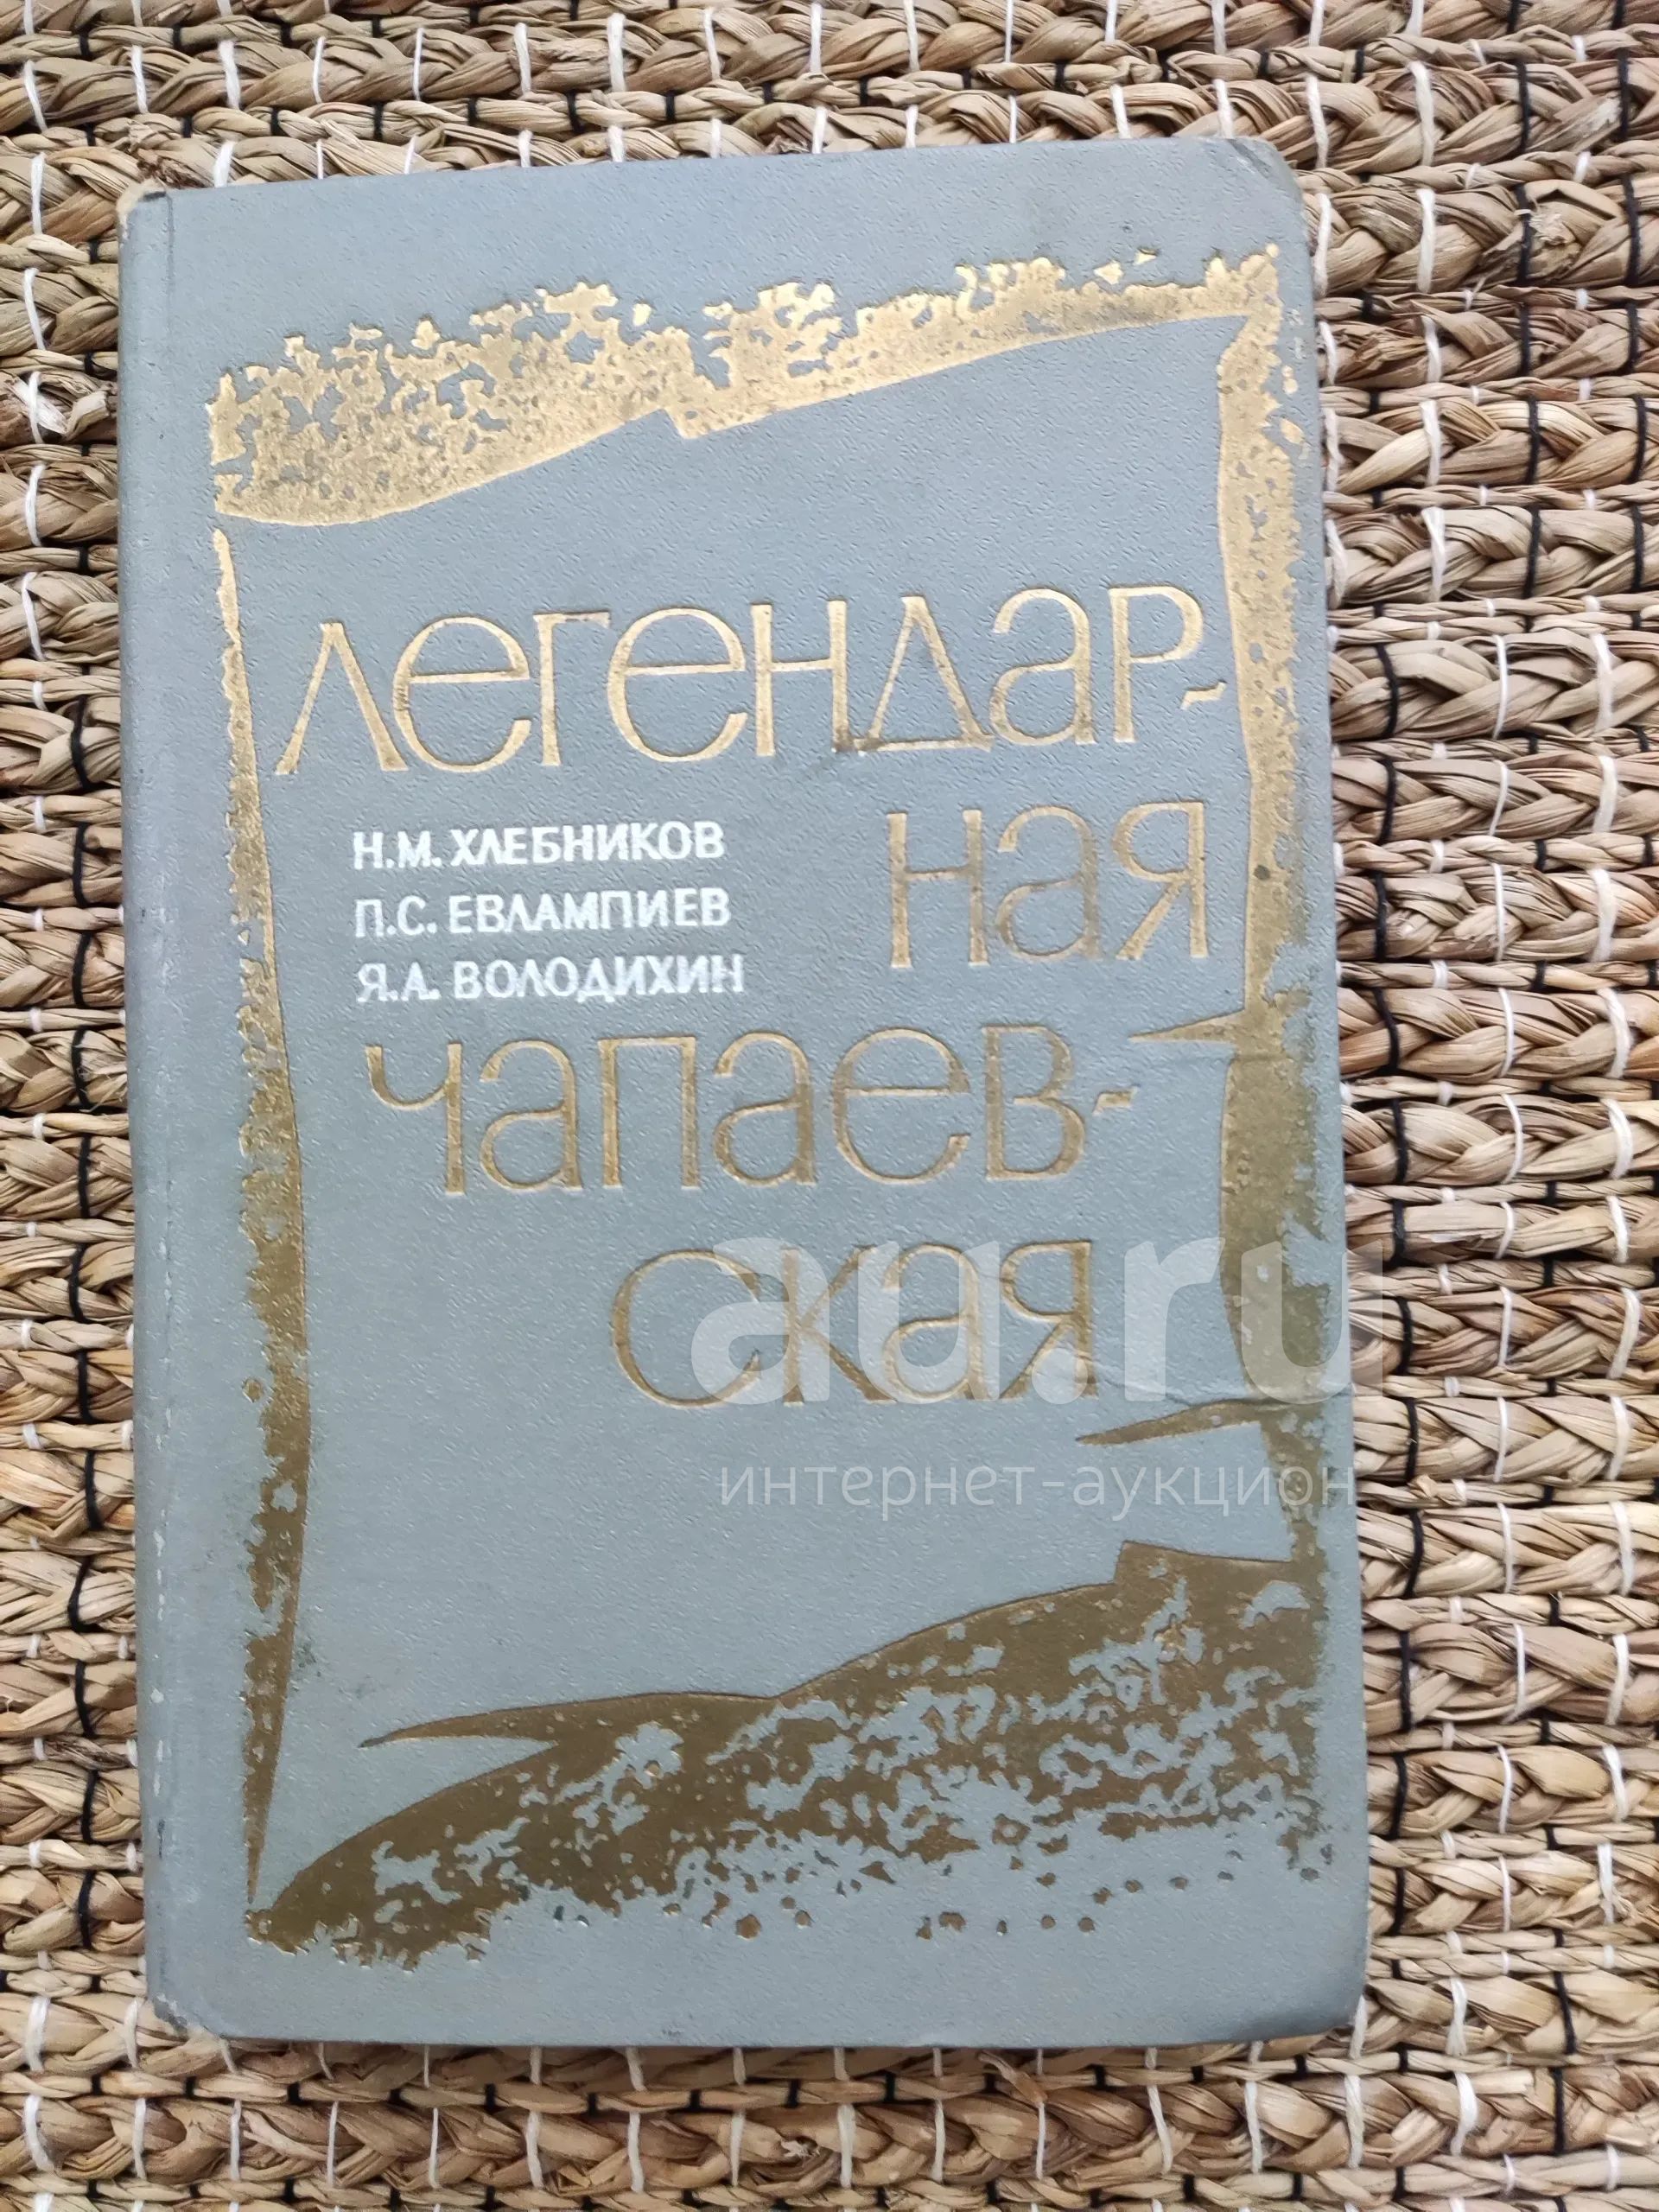 легендар-
Н.М. ХЛЕБНИКОВ
ная
П.С. ЕВЛАМПИЕВ
Я.А. ВОЛОДИХИН
чапаев-
ская
au.ru
интернет-аукцион